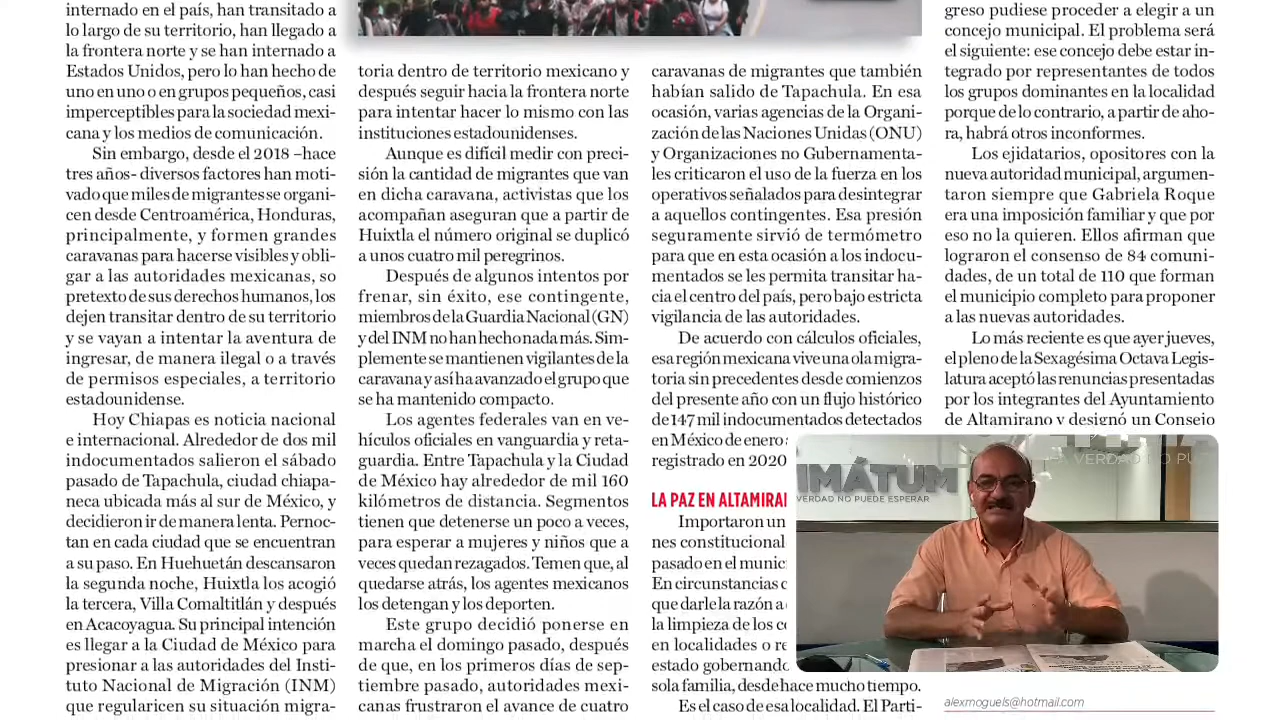 internado en el país, han transitado a
lo largo de su territorio, han llegado a
la frontera norte y se han internado a
Estados Unidos, pero lo han hecho de
uno en uno o en grupos pequeños, casi
imperceptibles para la sociedad mexi-
cana y los medios de comunicación.
Sin embargo, desde el 2018 –hace
tres años- diversos factores han moti-
vado que miles de migrantes se organi-
cen desde Centroamérica, Honduras,
principalmente, y formen grandes
caravanas para hacerse visibles y obli-
gar a las autoridades mexicanas, so
pretexto de sus derechos humanos, los
dejen transitar dentro de su territorio
y se vayan a intentar la aventura de
ingresar, de manera ilegal o a través
de permisos especiales, a territorio
estadounidense.
Hoy Chiapas es noticia nacional
e internacional. Alrededor de dos mil
indocumentados salieron el sábado
pasado de Tapachula, ciudad chiapa-
neca ubicada más al sur de México, y
decidieron ir de manera lenta. Pernoc-
tan en cada ciudad que se encuentran
a su paso. En Huehuetán descansaron
la segunda noche, Huixtla los acogió
la tercera, Villa Comaltitlán y después
en Acacoyagua. Su principal intención
es llegar a la Ciudad de México para
presionar a las autoridades del Insti-
tuto Nacional de Migración (INM)
que regularicen su situación migra-
toria dentro de territorio mexicano y
después seguir hacia la frontera norte
para intentar hacer lo mismo con las
instituciones estadounidenses.
Aunque es difícil medir con preci-
sión la cantidad de migrantes que van
en dicha caravana, activistas que los
acompañan aseguran que a partir de
Huixtla el número original se duplicó
a unos cuatro mil peregrinos.
Después de algunos intentos por
frenar, sin éxito, ese contingente,
miembros de la Guardia Nacional (GN)
y del INM no han hecho nada más. Sim-
plemente se mantienen vigilantes de la
caravana y así ha avanzado el grupo que
se ha mantenido compacto.
Los agentes federales van en ve-
hículos oficiales en vanguardia y reta-
guardia. Entre Tapachula y la Ciudad
de México hay alrededor de mil 160
kilómetros de distancia. Segmentos
tienen que detenerse un poco a veces,
para esperar a mujeres y niños que a
veces quedan rezagados. Temen que, al
quedarse atrás, los agentes mexicanos
los detengan y los deporten.
Este grupo decidió ponerse en
marcha el domingo pasado, después
de que, en los primeros días de sep-
tiembre pasado, autoridades mexi-
canas frustraron el avance de cuatro
caravanas de migrantes que también
habían salido de Tapachula. En esa
ocasión, varias agencias de la Organi-
zación de las Naciones Unidas (ONU)
y Organizaciones no Gubernamenta-
les criticaron el uso de la fuerza en los
operativos señalados para desintegrar
a aquellos contingentes. Esa presión
seguramente sirvió de termómetro
para que en esta ocasión a los indocu-
mentados se les permita transitar ha-
cia el centro del país, pero bajo estricta
vigilancia de las autoridades.
De acuerdo con cálculos oficiales,
esa región mexicana vive una ola migra-
toria sin precedentes desde comienzos
del presente año con un flujo histórico
de 147 mil indocumentados detectados
en México de enero
registrado en 2020
LA PAZ EN ALTAMIRA
Importaron un
nes constitucional
pasado en el munic
En circunstancias
que darle la razón a
la limpieza de los c
en localidades o re
estado gobernando
sola familia, desde hace mucho tiempo.
Es el caso de esa localidad. El Parti-
greso pudiese proceder a elegir a un
concejo municipal. El problema será
el siguiente: ese concejo debe estar in-
tegrado por representantes de todos
los grupos dominantes en la localidad
porque de lo contrario, a partir de aho-
ra, habrá otros inconformes.
Los ejidatarios, opositores con la
nueva autoridad municipal, argumen-
taron siempre que Gabriela Roque
era una imposición familiar y que por
eso no la quieren. Ellos afirman que
lograron el consenso de 84 comuni-
dades, de un total de 110 que forman
el municipio completo para proponer
a las nuevas autoridades.
Lo más reciente es que ayer jueves,
el pleno de la Sexagésima Octava Legis-
latura aceptó las renuncias presentadas
por los integrantes del Ayuntamiento
de Altamirano y designó un Consejo
IMÁTUM
VERDAD NO PUEDE ESPERAR
LA VERDAD NO PU
alexmoguels@hotmail.com